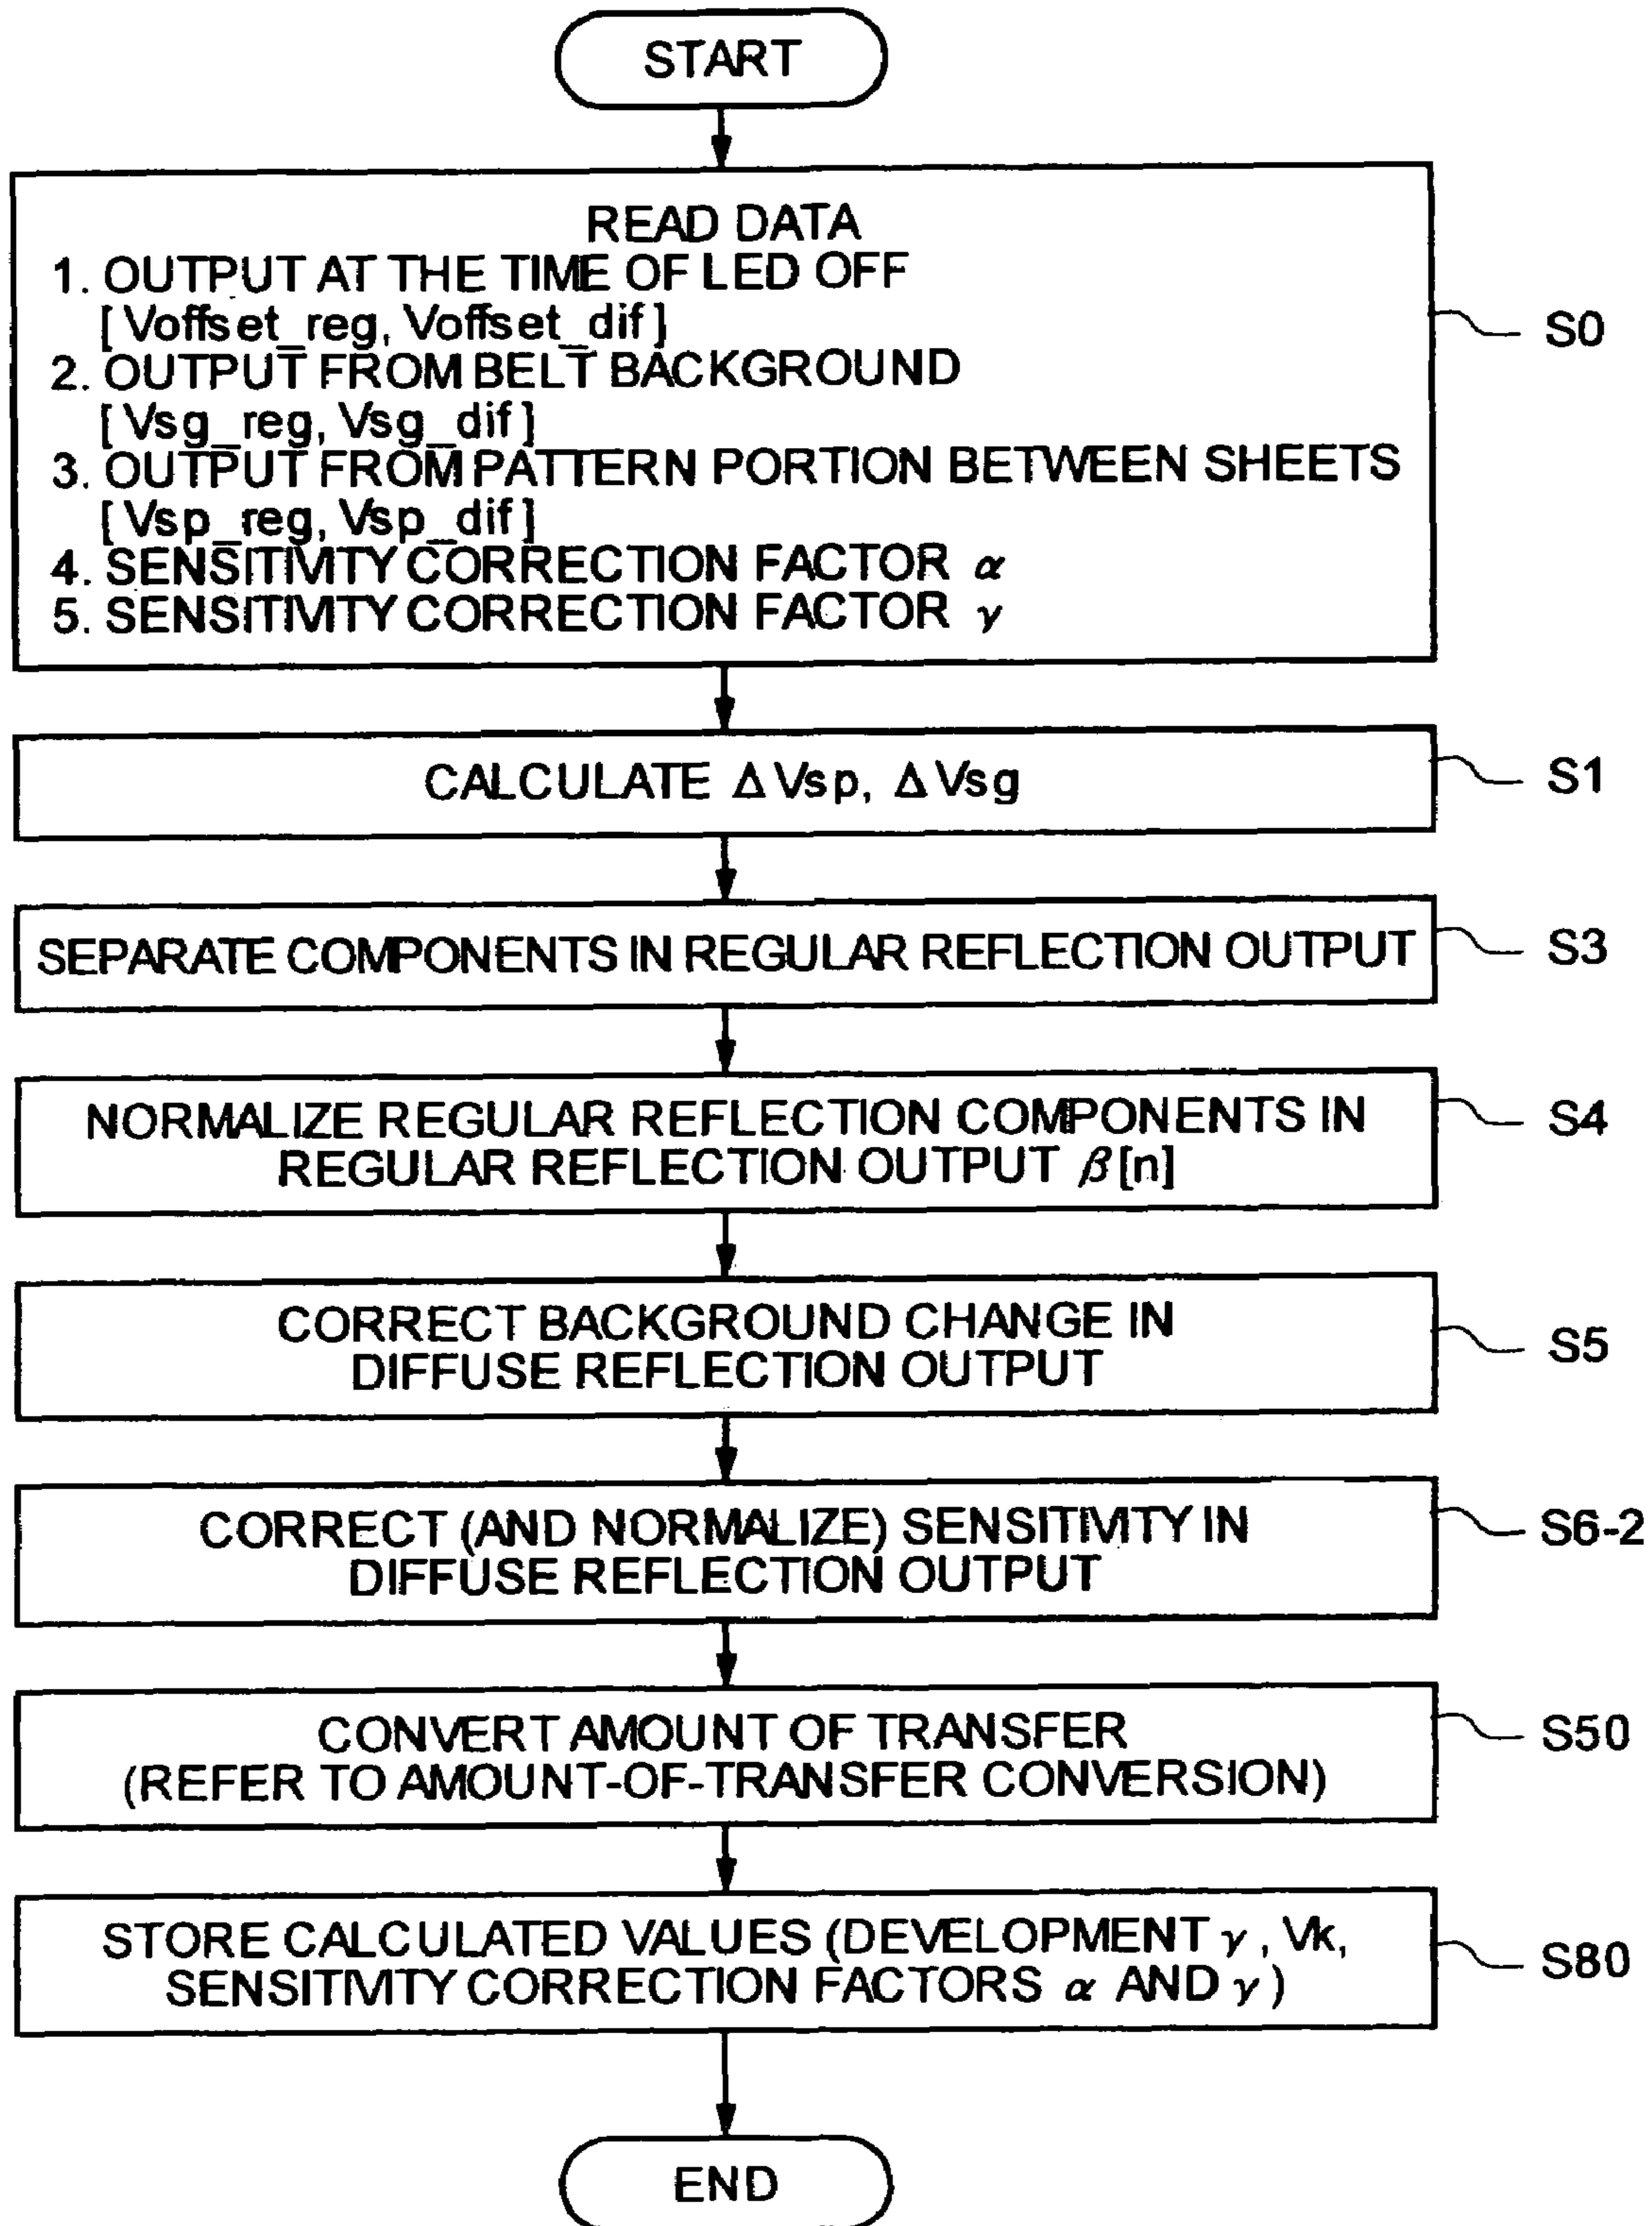 START
READ DATA
1. OUTPUT AT THE TIME OF LED OFF
[Voffset_reg, Voffset_dif]
2. OUTPUT FROM BELT BACKGROUND
[Vsg_reg, Vsg_dif]
3. OUTPUT FROM PATTERN PORTION BETWEEN SHEETS
[Vsp_reg, Vsp_dif]
4. SENSITIVITY CORRECTION FACTOR α
5. SENSITIVITY CORRECTION FACTOR γ
S0
CALCULATE ΔVsp, ΔVsg
S1
SEPARATE COMPONENTS IN REGULAR REFLECTION OUTPUT
S3
NORMALIZE REGULAR REFLECTION COMPONENTS IN
REGULAR REFLECTION OUTPUT β[n]
S4
CORRECT BACKGROUND CHANGE IN
DIFFUSE REFLECTION OUTPUT
S5
CORRECT (AND NORMALIZE) SENSITIVITY IN
DIFFUSE REFLECTION OUTPUT
S6-2
CONVERT AMOUNT OF TRANSFER
(REFER TO AMOUNT-OF-TRANSFER CONVERSION)
S50
STORE CALCULATED VALUES (DEVELOPMENT γ, Vk,
SENSITIVITY CORRECTION FACTORS α AND γ)
S80
END